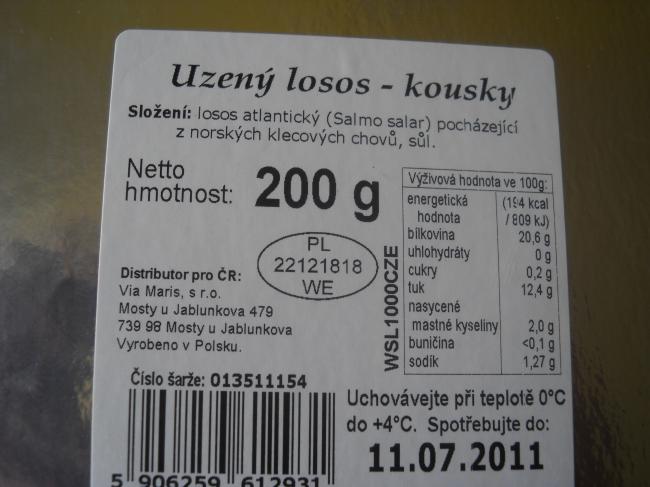 Uzený losos - kousky
Složení: losos atlantický (Salmo salar) pocházející
z norských klecových chovů, sůl.
Netto
hmotnost: 200 g
PL
22121818
WE
Distributor pro ČR:
Via Maris, s r.o.
Mosty u Jablunkova 479
739 98 Mosty u Jablunkova
Vyrobeno v Polsku.
WSL1000CZE
Výživová hodnota ve 100g:
energetická (194 kcal
hodnota / 809 kJ)
bílkovina 20,6 g
uhlohydráty 0 g
cukry 0,2 g
tuk 12,4 g
nasycené
mastné kyseliny 2,0 g
buničina <0,1 g
sodík 1,27 g
Číslo šarže: 013511154
5 906259 612931
Uchovávejte při teplotě 0°C
do +4°C. Spotřebujte do:
11.07.2011